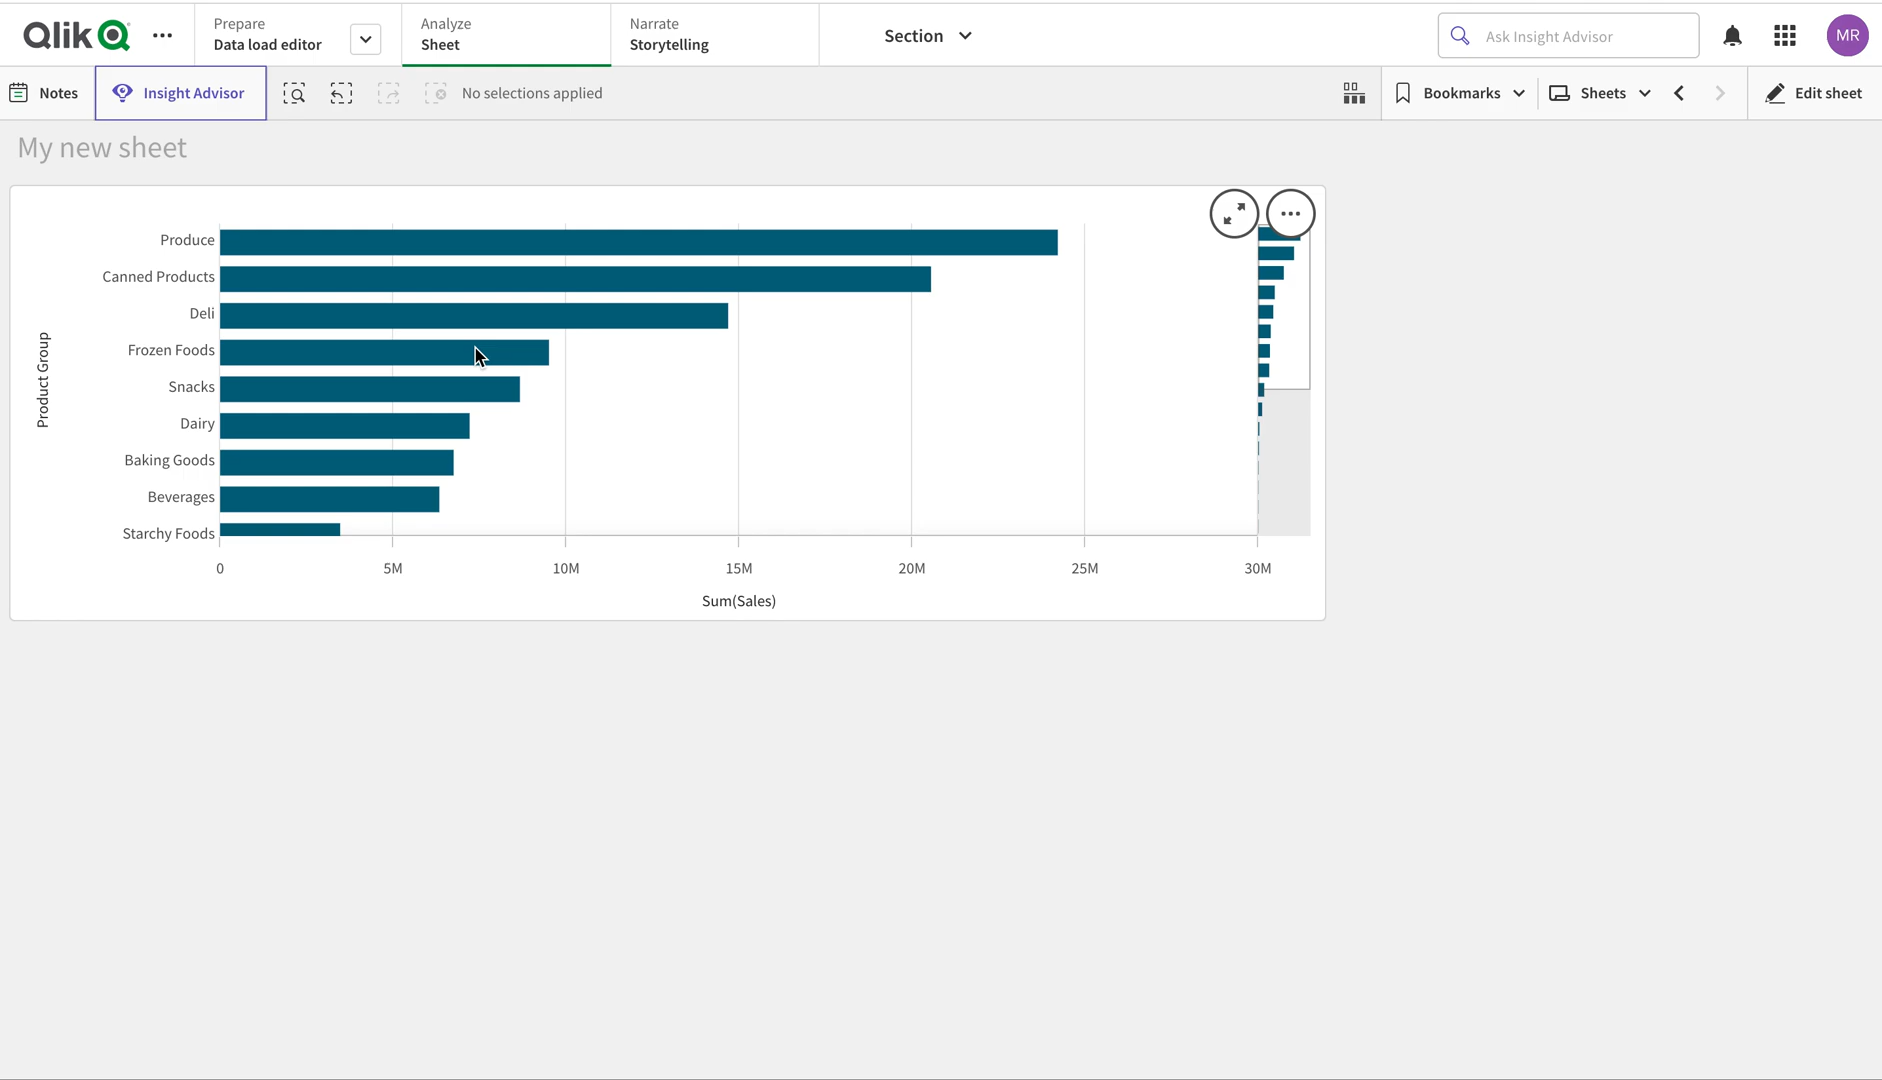 Qlik
Prepare
Data load editor
Analyze
Sheet
Narrate
Storytelling
Section
Ask Insight Advisor
MR
Notes
Insight Advisor
No selections applied
Bookmarks
Sheets
Edit sheet
My new sheet
Product Group
Produce
Canned Products
Deli
Frozen Foods
Snacks
Dairy
Baking Goods
Beverages
Starchy Foods
0 5M 10M 15M 20M 25M 30M
Sum(Sales)